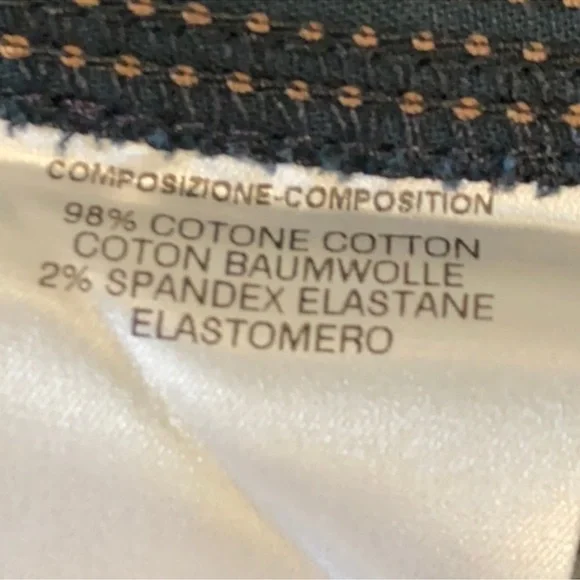 COMPOSIZIONE-COMPOSITION
98% COTONE COTTON
COTON BAUMWOLLE
2% SPANDEX ELASTANE
ELASTOMERO